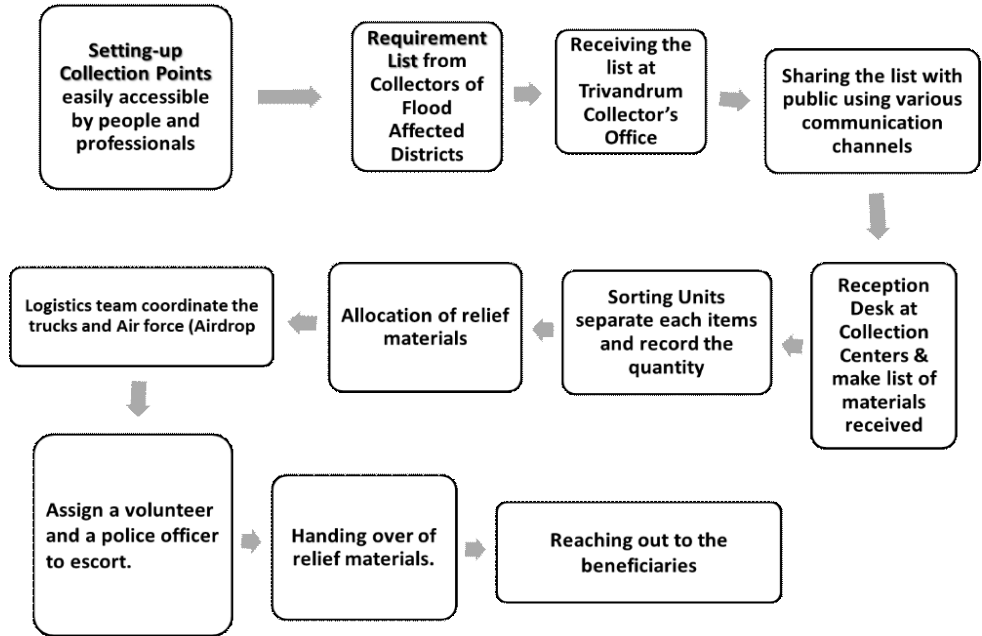 Setting-up
Collection Points
easily accessible
by people and
professionals
Requirement
List from
Collectors of
Flood
Affected
Districts
Receiving the
list at
Trivandrum
Collector's
Office
Sharing the list with
public using various
communication
channels
Reception
Desk at
Collection
Centers &
make list of
materials
received
Sorting Units
separate each items
and record the
quantity
Allocation of relief
materials
Logistics team coordinate the
trucks and Air force (Airdrop
Assign a volunteer
and a police officer
to escort.
Handing over of
relief materials.
Reaching out to the
beneficiaries